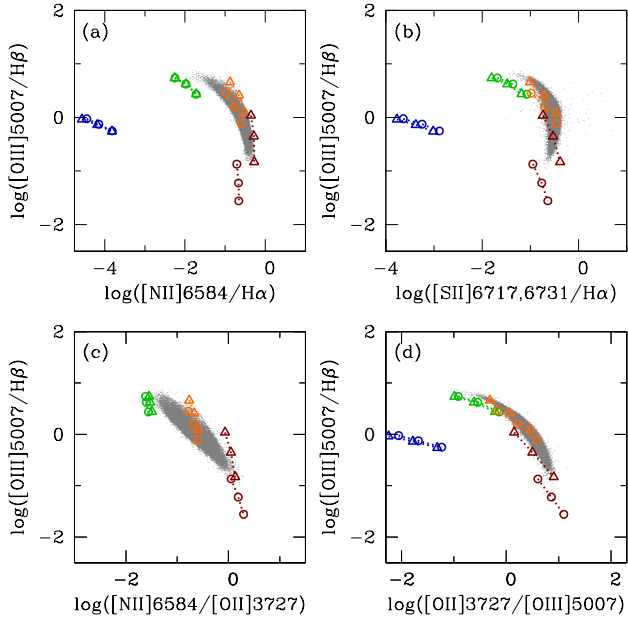 (a)
(b)
2
0
−2
log([OIII]5007/Hβ)
−4
−2
0
log([NII]6584/Hα)
2
0
−2
log([OIII]5007/Hβ)
−4
−2
0
2
log([SII]6717,6731/Hα)
(c)
(d)
2
0
−2
log([OIII]5007/Hβ)
−2
0
log([NII]6584/[OII]3727)
2
0
−2
log([OIII]5007/Hβ)
−2
0
2
log([OII]3727/[OIII]5007)